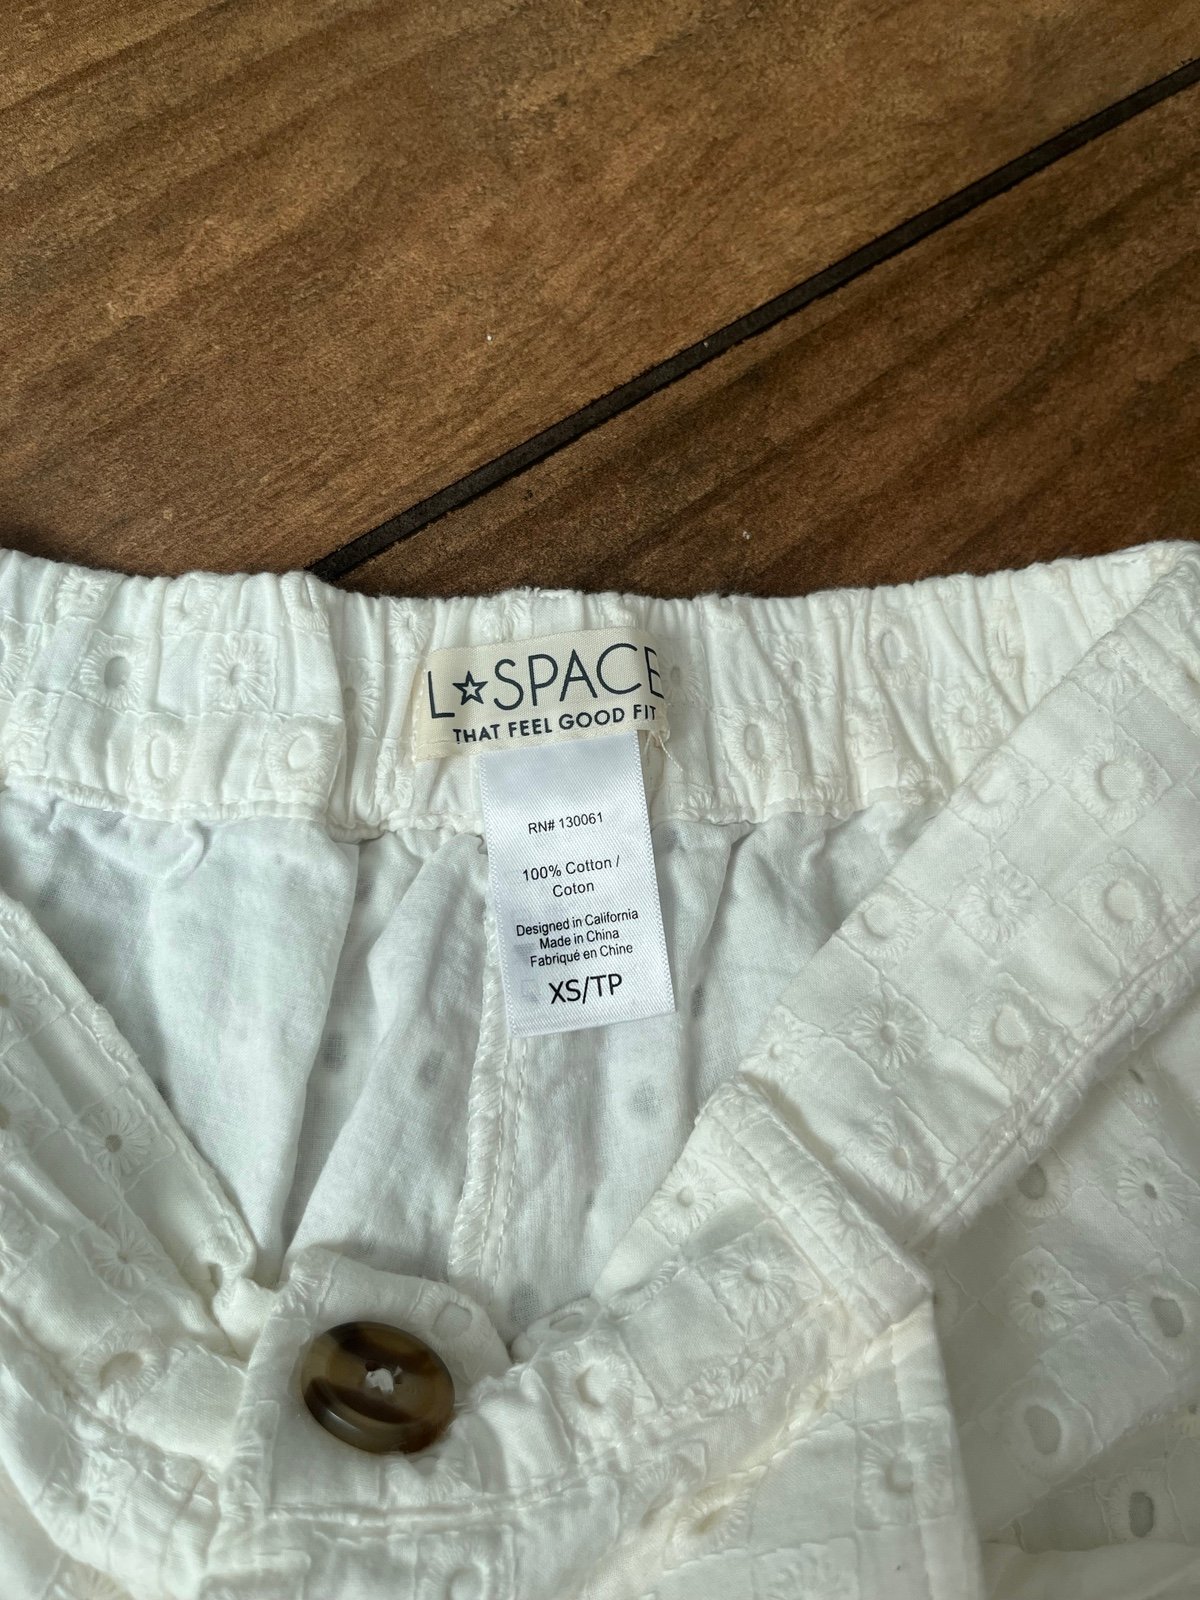 L☆SPACE
THAT FEEL GOOD FIT
RN# 130061
100% Cotton /
Coton
Designed in California
Made in China
Fabriqué en Chine
XS/TP